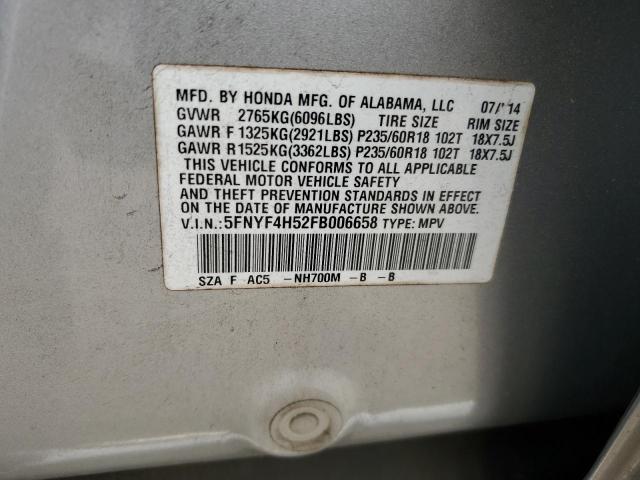 MFD. BY HONDA MFG. OF ALABAMA, LLC 07/'14
GVWR 2765KG(6096LBS) TIRE SIZE RIM SIZE
GAWR F 1325KG(2921LBS) P235/60R18 102T 18X7.5J
GAWR R 1525KG(3362LBS) P235/60R18 102T 18X7.5J
THIS VEHICLE CONFORMS TO ALL APPLICABLE
FEDERAL MOTOR VEHICLE SAFETY
AND THEFT PREVENTION STANDARDS IN EFFECT
ON THE DATE OF MANUFACTURE SHOWN ABOVE.
V.I.N.:5FNYF4H52FB006658 TYPE: MPV
SZA F AC5 -NH700M -B -B